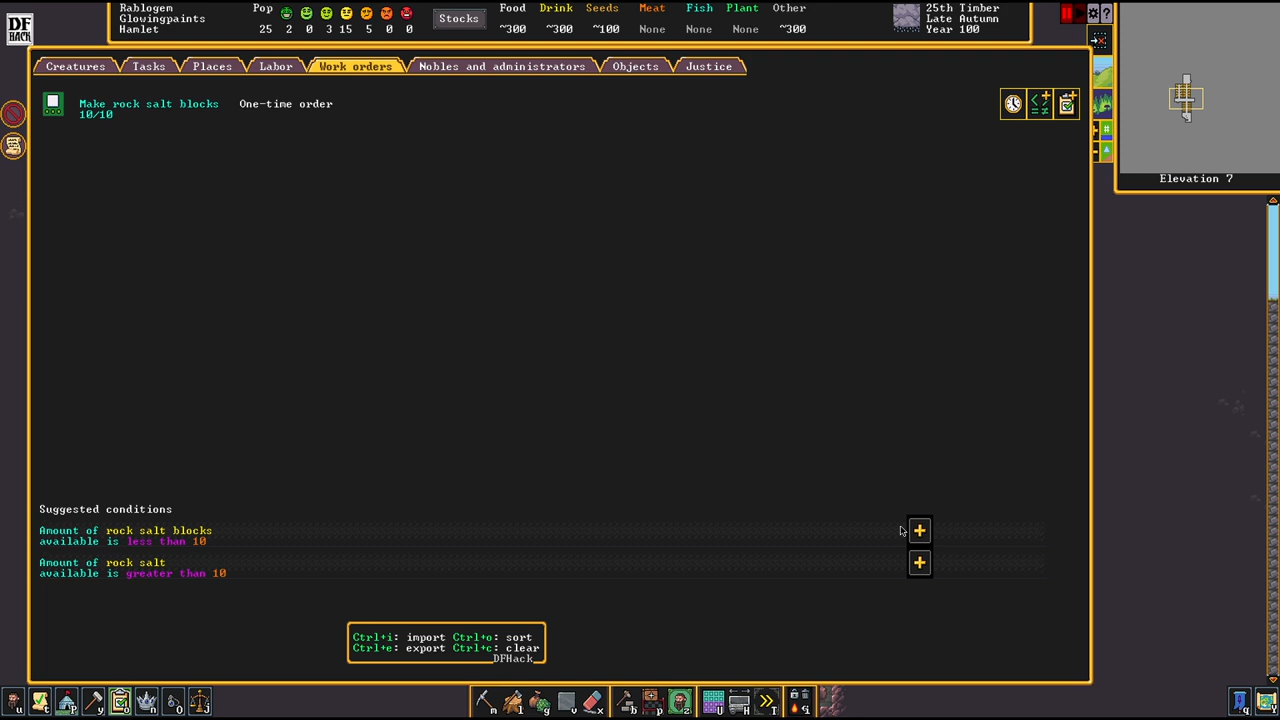 DF
HACK
Rablogem
Glowingpaints
Hamlet
Pop
25 2 0 3 15 5 0 0
Stocks
Food Drink Seeds Meat Fish Plant Other
~300 ~300 ~100 None None None ~300
25th Timber
Late Autumn
Year 100
?
Creatures Tasks Places Labor Work orders Nobles and administrators Objects Justice
Make rock salt blocks One-time order
10/10
Elevation 7
Suggested conditions
Amount of rock salt blocks
available is less than 10
Amount of rock salt
available is greater than 10
Ctrl+i: import Ctrl+o: sort
Ctrl+e: export Ctrl+c: clear
DFHack
u t P y o n O J m l g v x b p z U H T q i q Y